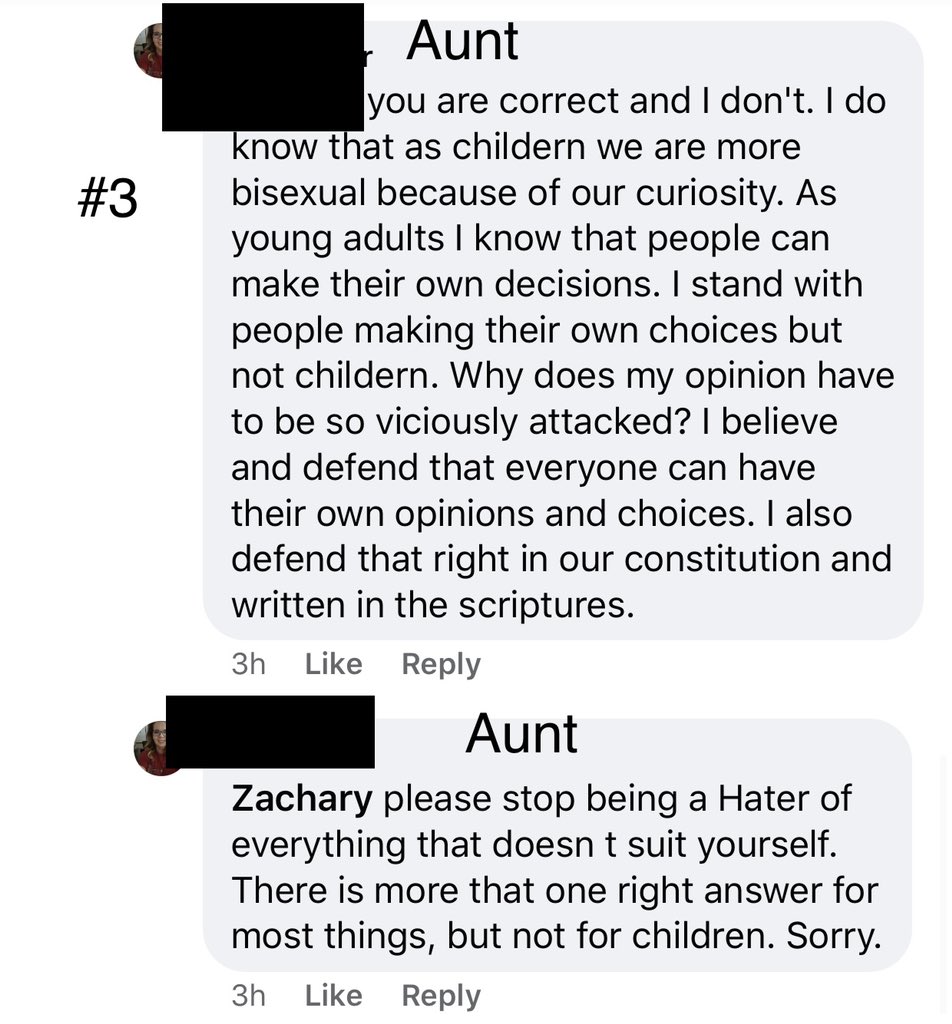 r Aunt
you are correct and I don't. I do
know that as childern we are more
#3
bisexual because of our curiosity. As
young adults I know that people can
make their own decisions. I stand with
people making their own choices but
not childern. Why does my opinion have
to be so viciously attacked? I believe
and defend that everyone can have
their own opinions and choices. I also
defend that right in our constitution and
written in the scriptures.
3h Like Reply
Aunt
Zachary please stop being a Hater of
everything that doesn t suit yourself.
There is more that one right answer for
most things, but not for children. Sorry.
3h Like Reply